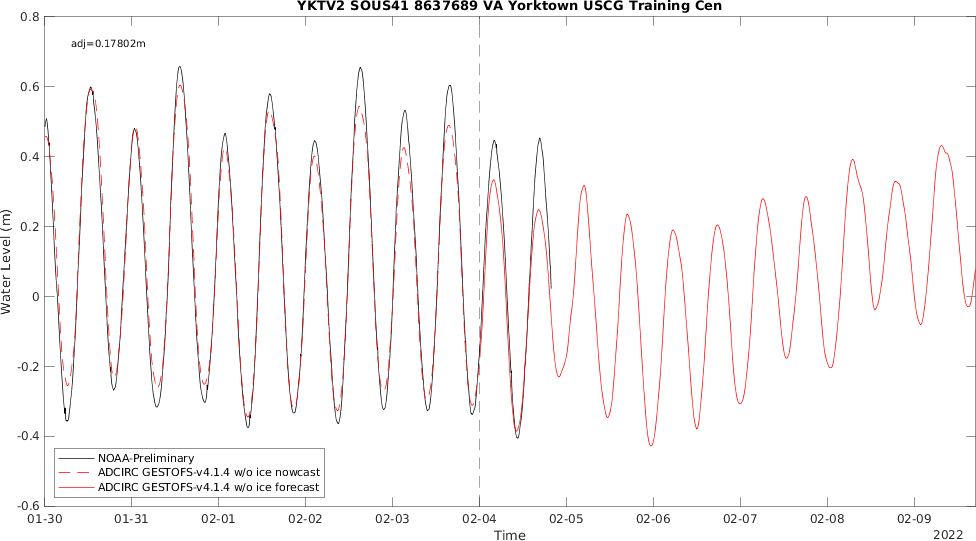 YKTV2 SOUS41 8637689 VA Yorktown USCG Training Cen
adj=0.17802m
0.8
0.6
0.4
0.2
0
-0.2
-0.4
-0.6
Water Level (m)
NOAA-Preliminary
ADCIRC GESTOFS-v4.1.4 w/o ice nowcast
ADCIRC GESTOFS-v4.1.4 w/o ice forecast
01-30 01-31 02-01 02-02 02-03 02-04 02-05 02-06 02-07 02-08 02-09
Time
2022